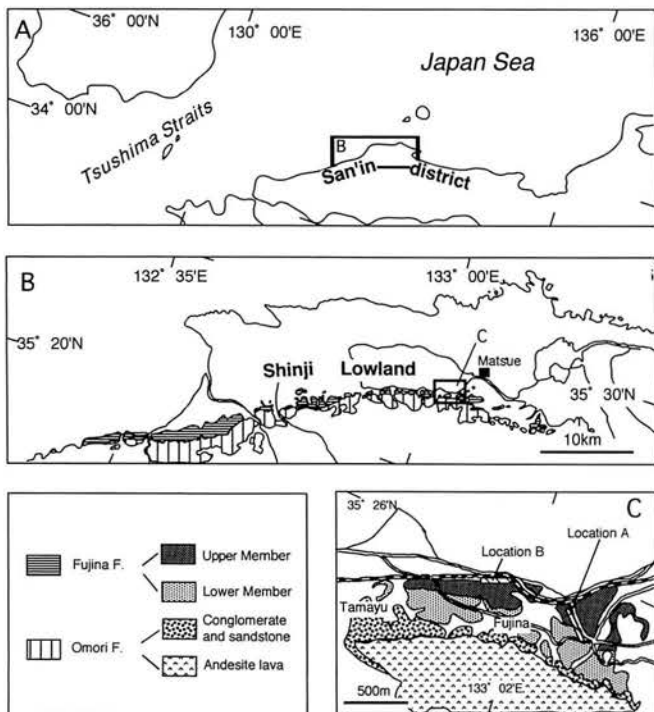 A
36° 00'N
130° 00'E
136° 00'E
34° 00'N
Japan Sea
Tsushima Straits
B
San'in district
B
132° 35'E
133° 00'E
35° 20'N
C
Shinji Lowland
Matsue
35° 30'N
10km
Fujina F.
Upper Member
Lower Member
Omori F.
Conglomerate
and sandstone
Andesite lava
C
35° 26'N
Location A
Location B
Tamayu
Fujina
500m
133° 02'E